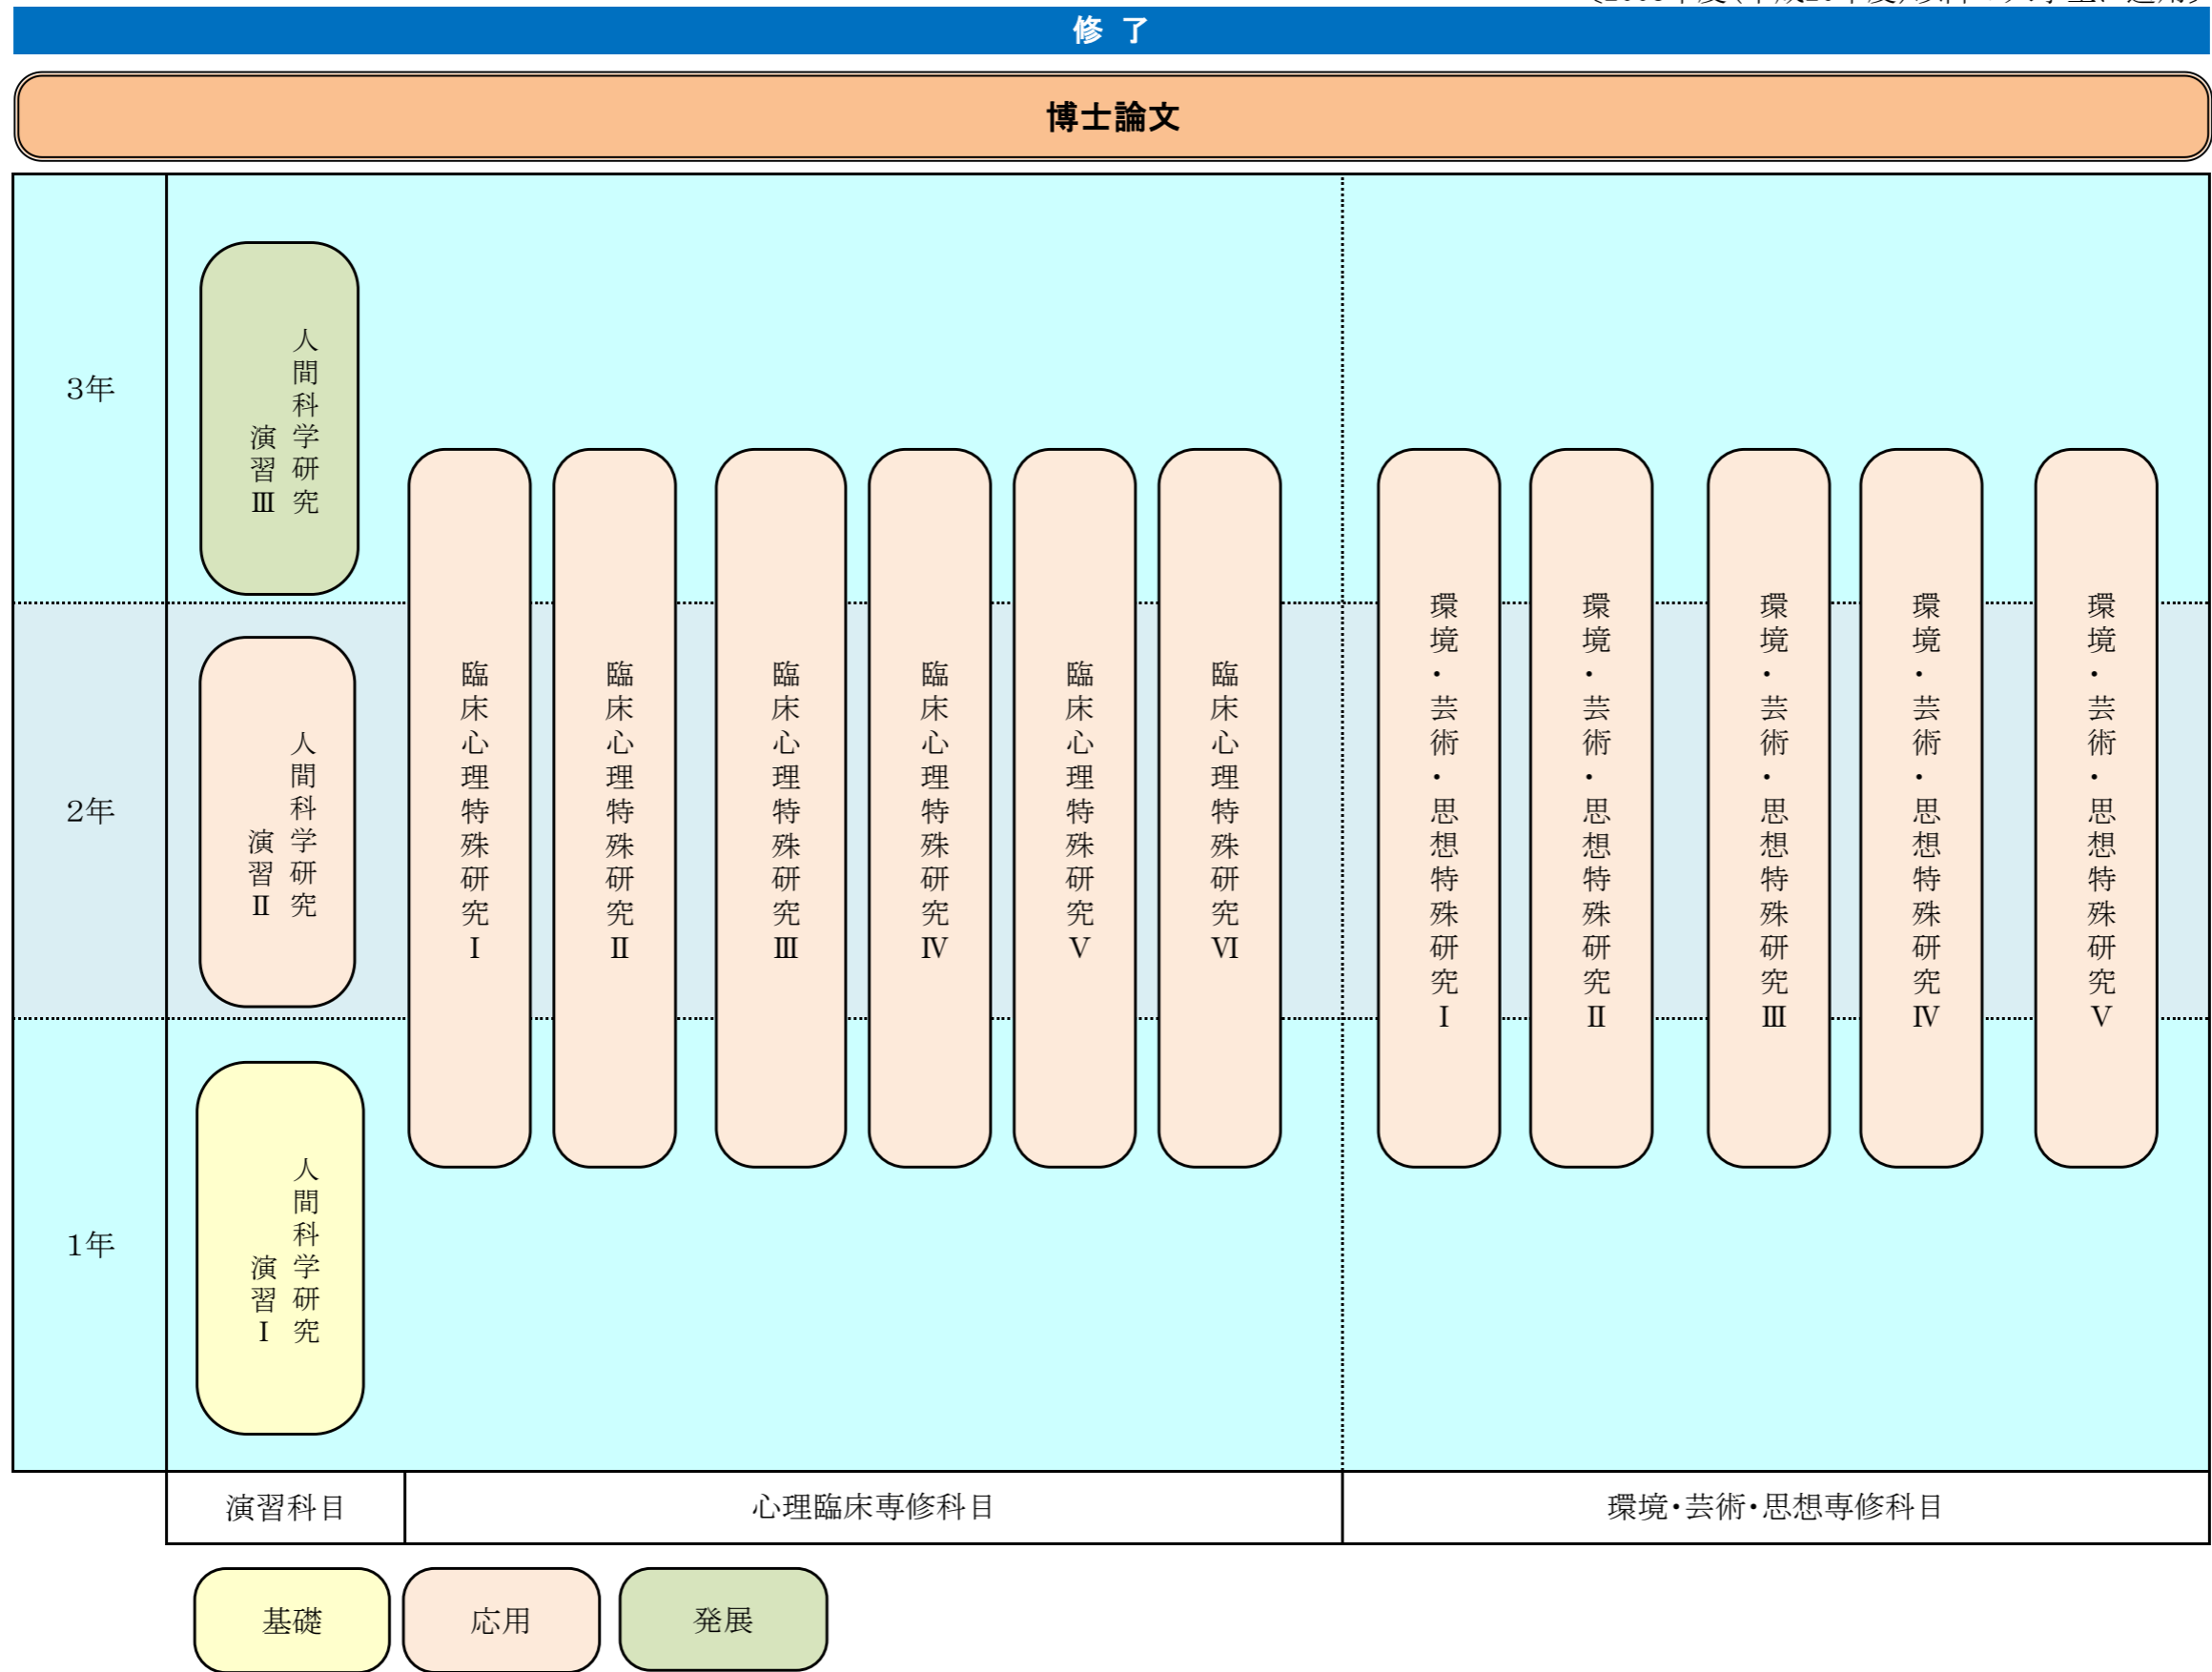 修 了
博士論文
3年
人間科学研究
演習Ⅲ
2年
人間科学研究
演習Ⅱ
1年
人間科学研究
演習Ⅰ
臨床心理特殊研究Ⅰ
臨床心理特殊研究Ⅱ
臨床心理特殊研究Ⅲ
臨床心理特殊研究Ⅳ
臨床心理特殊研究Ⅴ
臨床心理特殊研究Ⅵ
環境・芸術・思想特殊研究Ⅰ
環境・芸術・思想特殊研究Ⅱ
環境・芸術・思想特殊研究Ⅲ
環境・芸術・思想特殊研究Ⅳ
環境・芸術・思想特殊研究Ⅴ
演習科目
心理臨床専修科目
環境・芸術・思想専修科目
基礎
応用
発展